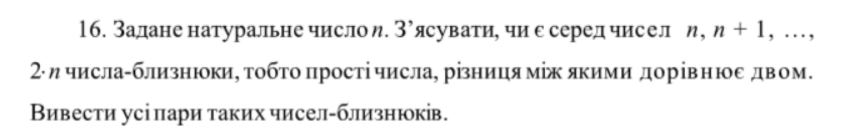 16. Задане натуральне число n. З’ясувати, чи є серед чисел n, n + 1, …,
2·n числа-близнюки, тобто прості числа, різниця між якими дорівнює двом.
Вивести усі пари таких чисел-близнюків.